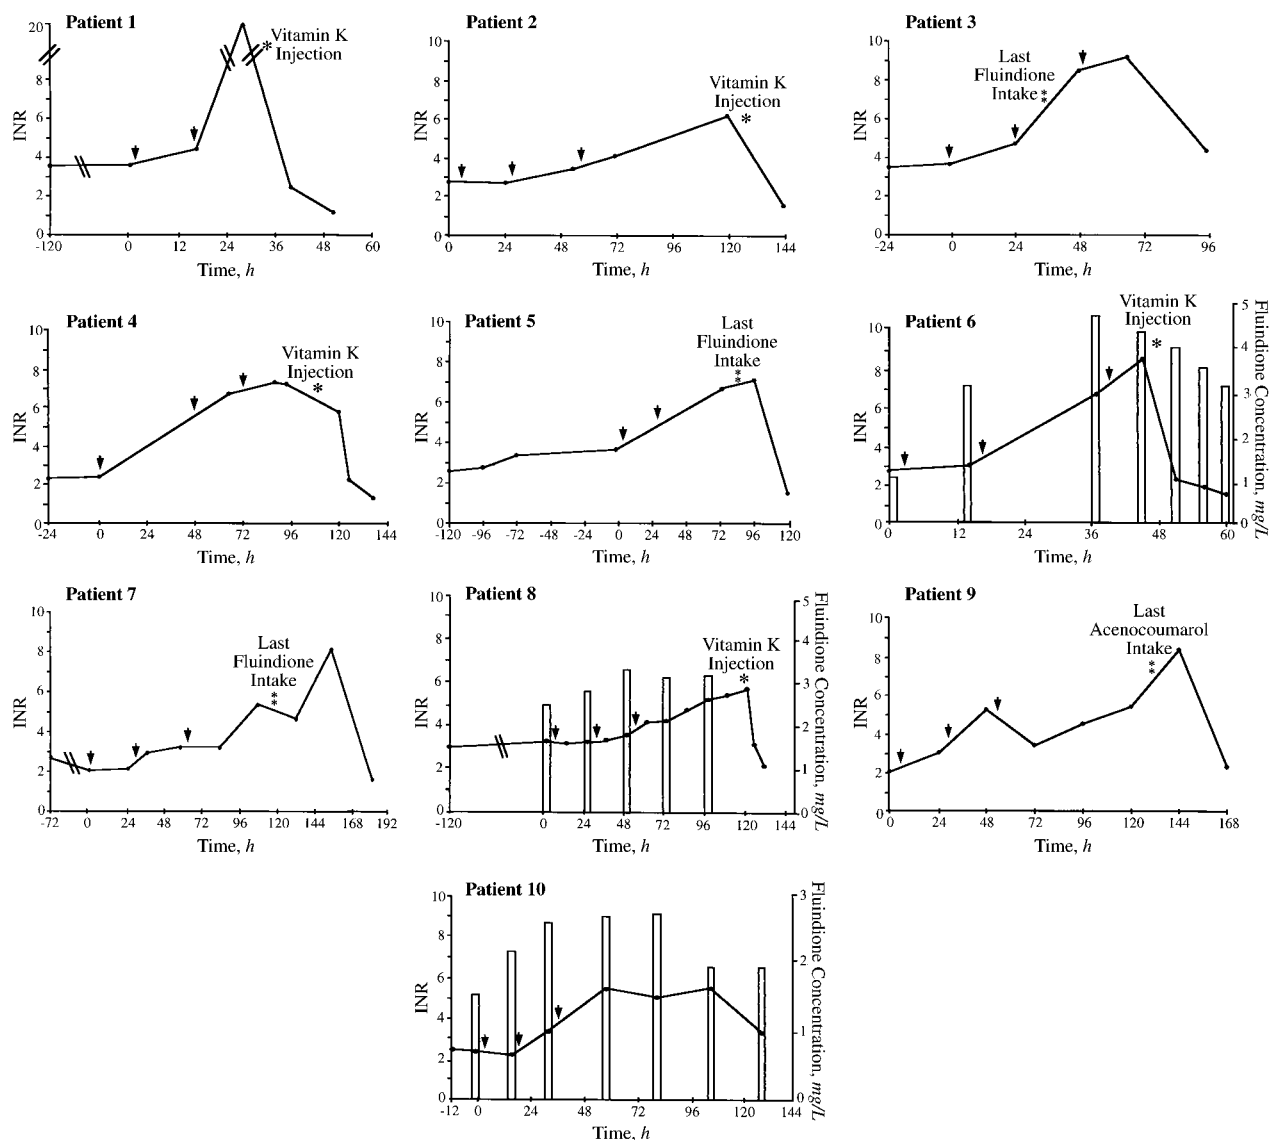 Patient 1
20
8
6
4
2
0
INR
* Vitamin K
Injection
-120 0 12 24 36 48 60
Time, h
Patient 2
10
8
6
4
2
0
INR
Vitamin K
Injection
*
0 24 48 72 96 120 144
Time, h
Patient 3
10
8
6
4
2
0
INR
Last
Fluindione
Intake **
-24 0 24 48 72 96
Time, h
Patient 4
10
8
6
4
2
0
INR
Vitamin K
Injection
*
-24 0 24 48 72 96 120 144
Time, h
Patient 5
10
8
6
4
2
0
INR
Last
Fluindione
Intake
**
-120 -96 -72 -48 -24 0 24 48 72 96 120
Time, h
Patient 6
10
8
6
4
2
0
INR
Vitamin K
Injection
*
5
4
3
2
1
0
Fluindione Concentration, mg/L
0 12 24 36 48 60
Time, h
Patient 7
10
8
6
4
2
0
INR
Last
Fluindione
Intake
**
-72 0 24 48 72 96 144 168 192
Time, h
Patient 8
10
8
6
4
2
0
INR
Vitamin K
Injection
*
5
4
3
2
1
0
Fluindione Concentration, mg/L
-120 0 24 48 72 96 120 144
Time, h
Patient 9
10
8
6
4
2
0
INR
Last
Acenocoumarol
Intake
**
0 24 48 72 96 120 144 168
Time, h
Patient 10
10
8
6
4
2
0
INR
3
2
1
0
Fluindione Concentration, mg/L
-12 0 24 48 72 96 120 144
Time, h